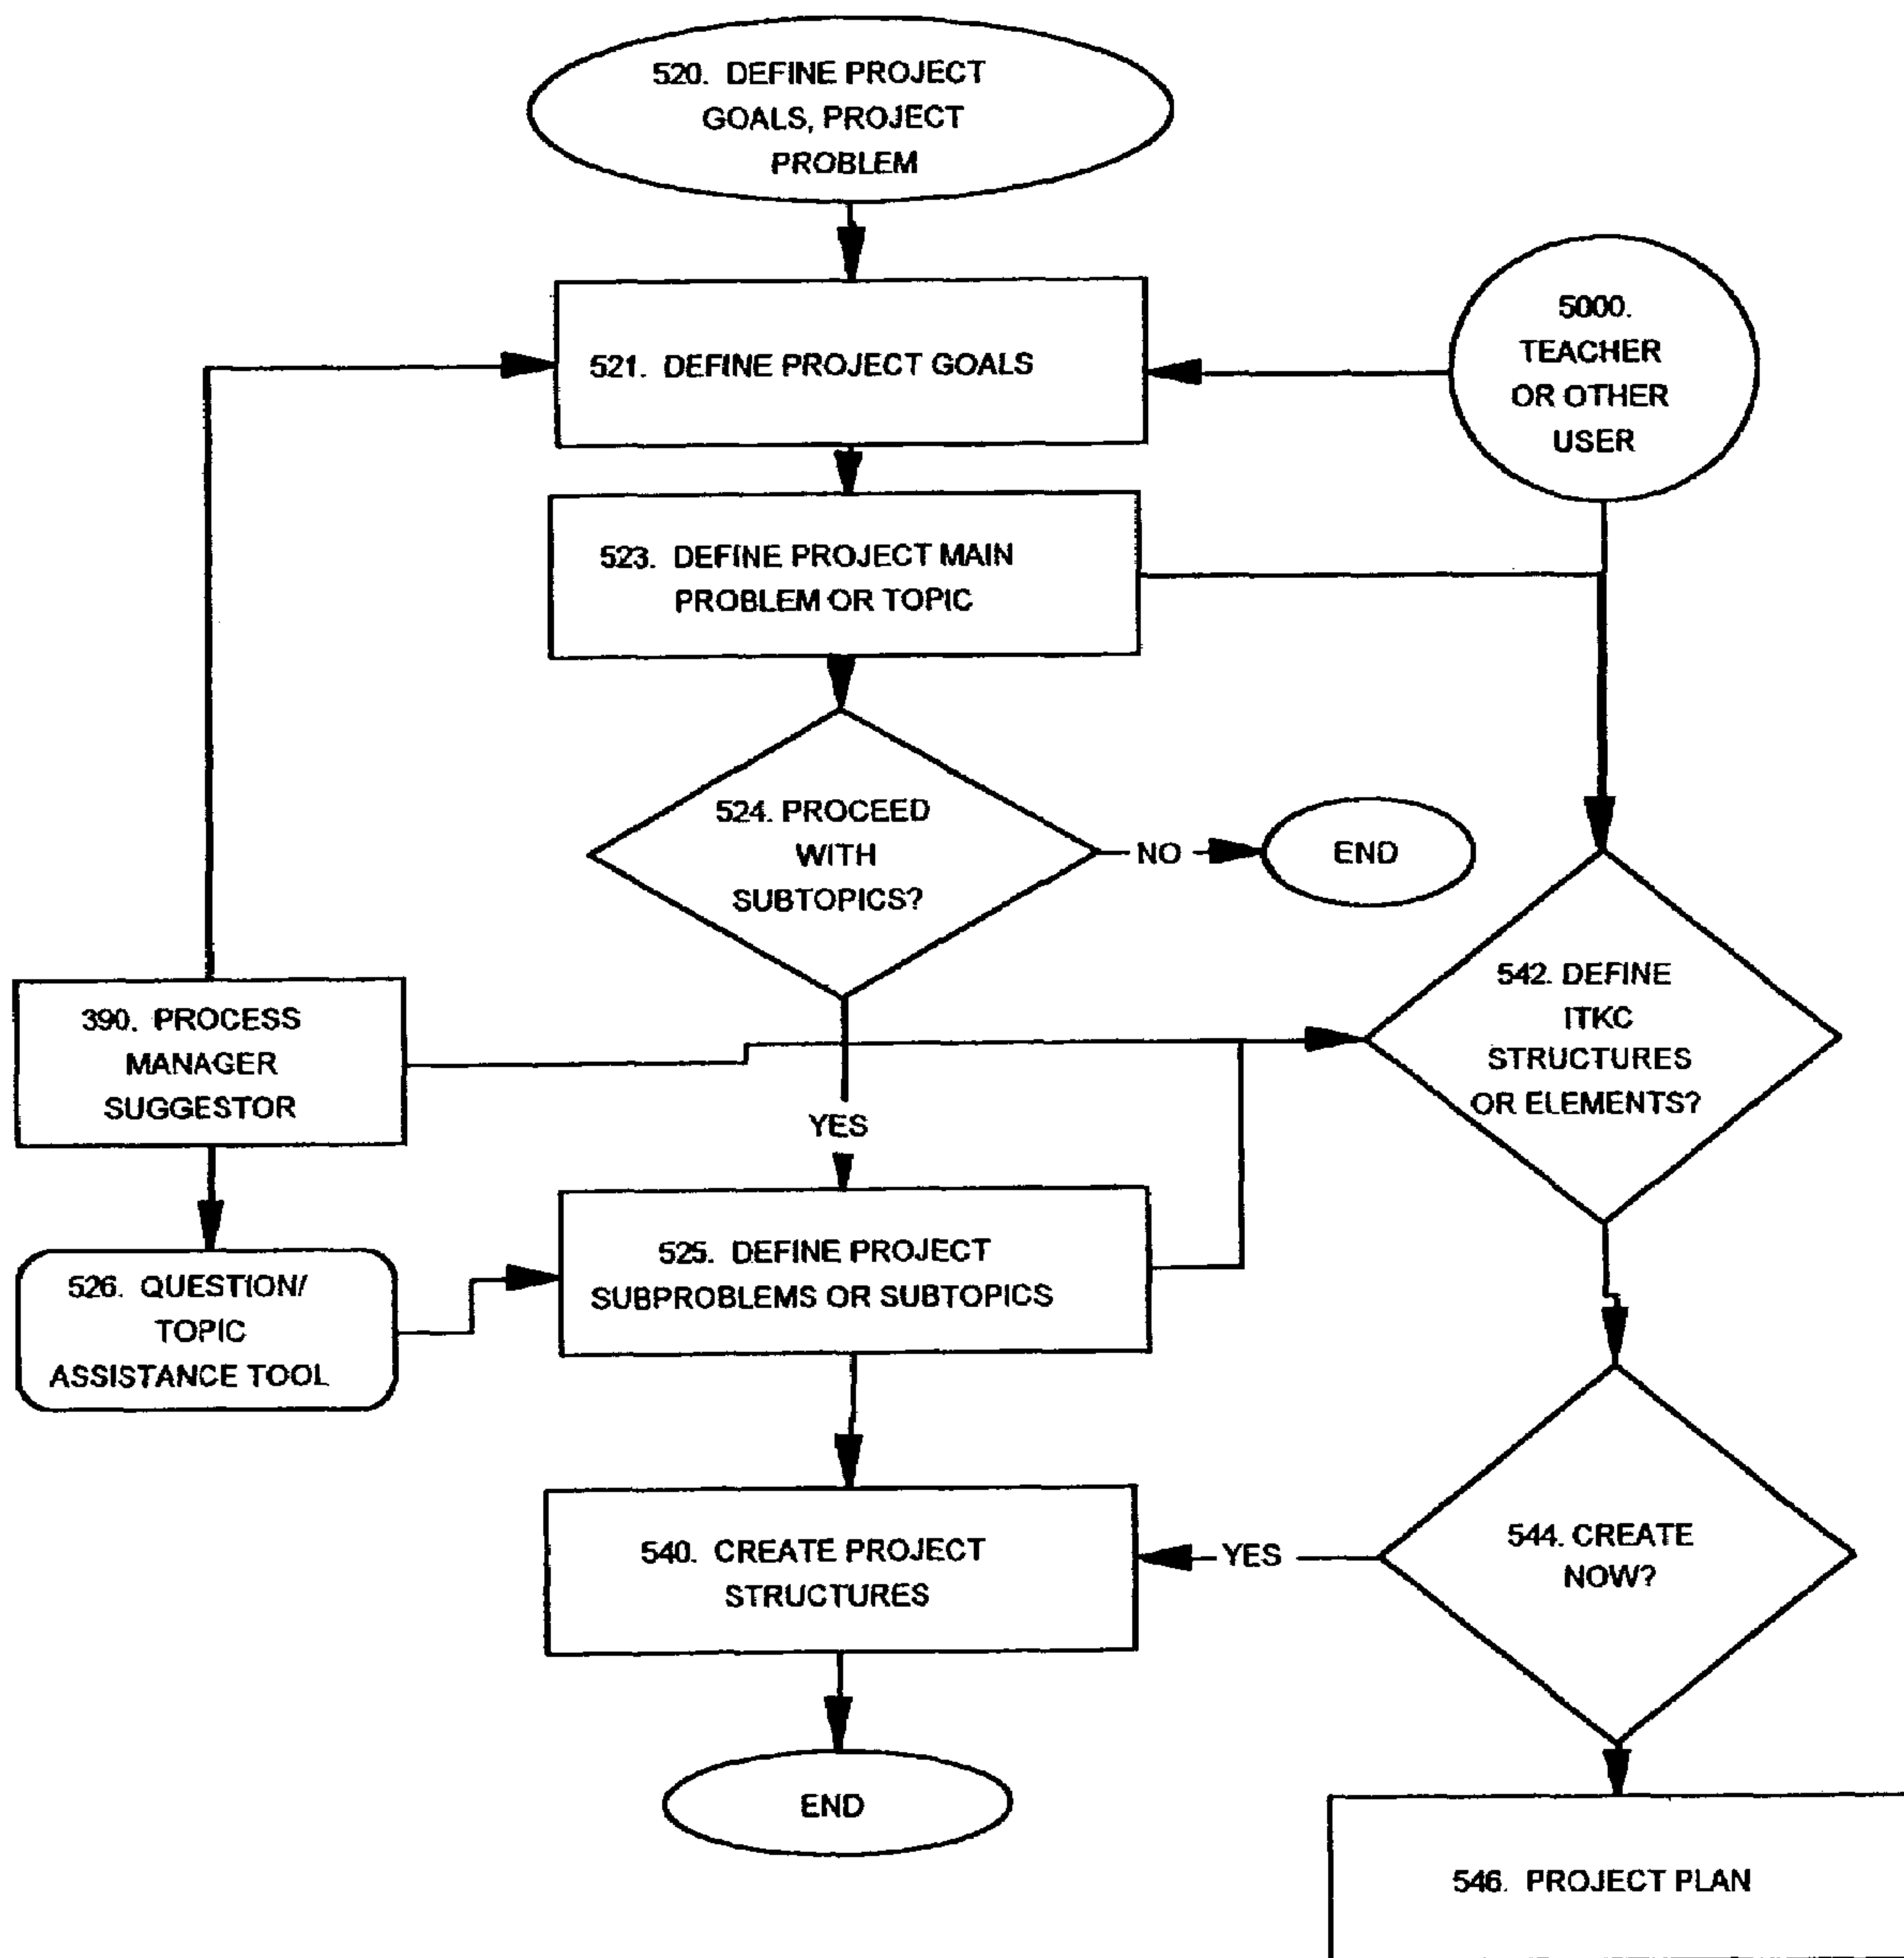 520. DEFINE PROJECT
GOALS, PROJECT
PROBLEM
521. DEFINE PROJECT GOALS
5000.
TEACHER
OR OTHER
USER
523. DEFINE PROJECT MAIN
PROBLEM OR TOPIC
524. PROCEED
WITH
SUBTOPICS?
NO
END
542. DEFINE
ITKC
STRUCTURES
OR ELEMENTS?
390. PROCESS
MANAGER
SUGGESTOR
YES
525. DEFINE PROJECT
SUBPROBLEMS OR SUBTOPICS
526. QUESTION/
TOPIC
ASSISTANCE TOOL
540. CREATE PROJECT
STRUCTURES
YES
544. CREATE
NOW?
END
546. PROJECT PLAN